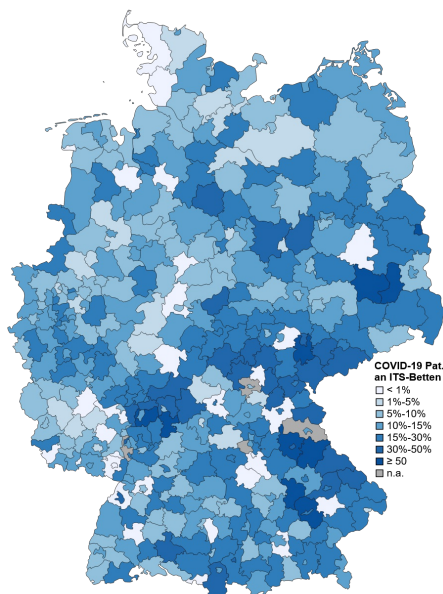 COVID-19 Pat.
an ITS-Betten
< 1%
1%-5%
5%-10%
10%-15%
15%-30%
30%-50%
≥ 50
n.a.